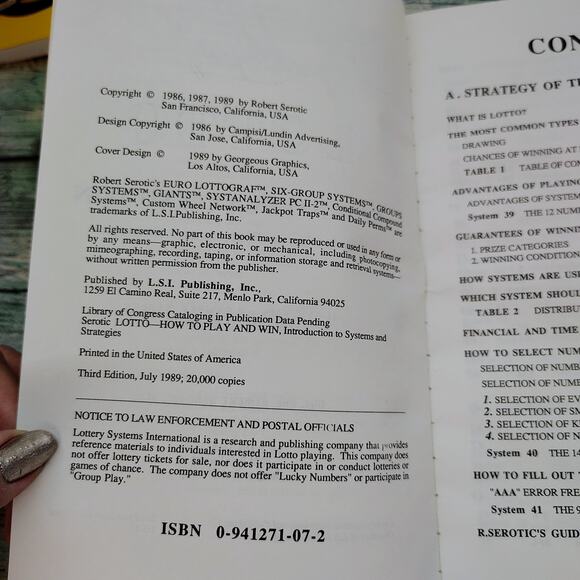 Copyright © 1986, 1987, 1989 by Robert Serotic
San Francisco, California, USA
Design Copyright © 1986 by Campisi/Lundin Advertising,
San Jose, California, USA
Cover Design © 1989 by Georgeous Graphics,
Los Altos, California, USA
Robert Serotic's EURO LOTTOGRAF™, SIX-GROUP SYSTEMS™, GROUPS
SYSTEMS™, GIANTS™, SYSTANALYZER PC II-2™, Conditional Compound
Systems™, Custom Wheel Network™, Jackpot Traps™ and Daily Perms™ are
trademarks of L.S.I.Publishing, Inc.
All rights reserved. No part of this book may be reproduced or used in any form or
by any means—graphic, electronic, or mechanical, including photocopying,
mimeographing, recording, taping, or information storage and retrieval systems—
without written permission from the publisher.
Published by L.S.I. Publishing, Inc.,
1259 El Camino Real, Suite 217, Menlo Park, California 94025
Library of Congress Cataloging in Publication Data Pending
Serotic LOTTO—HOW TO PLAY AND WIN, Introduction to Systems and
Strategies
Printed in the United States of America
Third Edition, July 1989; 20,000 copies
NOTICE TO LAW ENFORCEMENT AND POSTAL OFFICIALS
Lottery Systems International is a research and publishing company that provides
reference materials to individuals interested in Lotto playing. This company does
not offer lottery tickets for sale, nor does it participate in or conduct lotteries or
games of chance. The company does not offer "Lucky Numbers" or participate in
"Group Play."
ISBN 0-941271-07-2
CON
A. STRATEGY OF
WHAT IS LOTTO?
THE MOST COMMON TYPES
DRAWING
CHANCES OF WINNING AT
TABLE 1 TABLE OF CO
ADVANTAGES OF PLAYING
ADVANTAGES OF SYSTEM
System 39 THE 12 NUM
GUARANTEES OF WINNIN
1. PRIZE CATEGORIES
2. WINNING CONDITION
HOW SYSTEMS ARE USE
WHICH SYSTEM SHOUL
TABLE 2 DISTRIBU
FINANCIAL AND TIME
HOW TO SELECT NUM
SELECTION OF NUMB
SELECTION OF NUM
1. SELECTION OF EV
2. SELECTION OF SM
3. SELECTION OF K
4. SELECTION OF N
System 40 THE 14
HOW TO FILL OUT
"AAA" ERROR FRE
System 41 THE 9
R.SEROTIC'S GUID